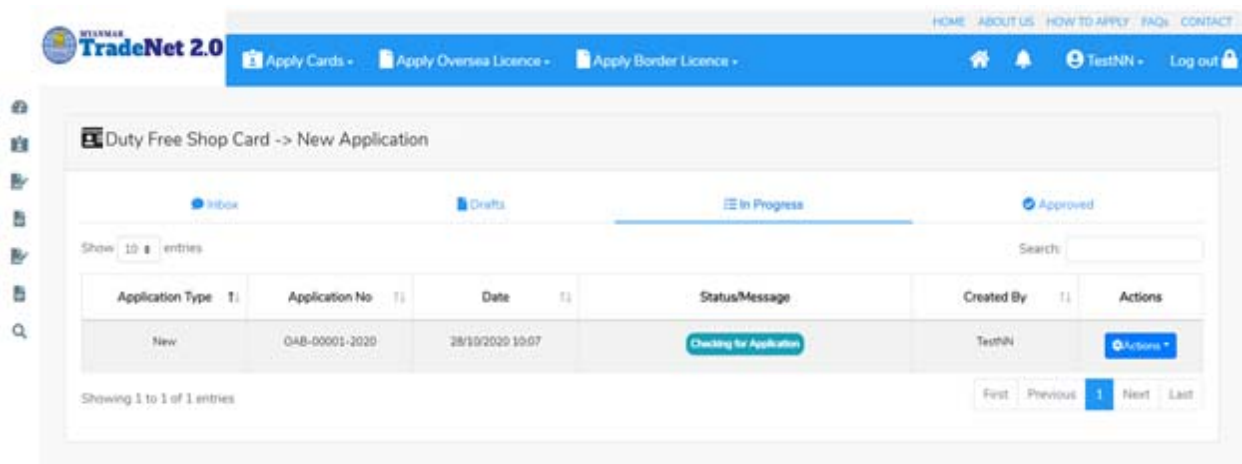 HOME ABOUT US HOW TO APPLY FAQs CONTACT
MYANMAR
TradeNet 2.0
Apply Cards Apply Oversea Licence Apply Border Licence TestNN Log out
Duty Free Shop Card -> New Application
Inbox Drafts In Progress Approved
Show 10 entries Search:
Application Type Application No Date Status/Message Created By Actions
New OAB-00001-2020 28/10/2020 10:07 Checking for Application TestNN Actions
Showing 1 to 1 of 1 entries First Previous 1 Next Last